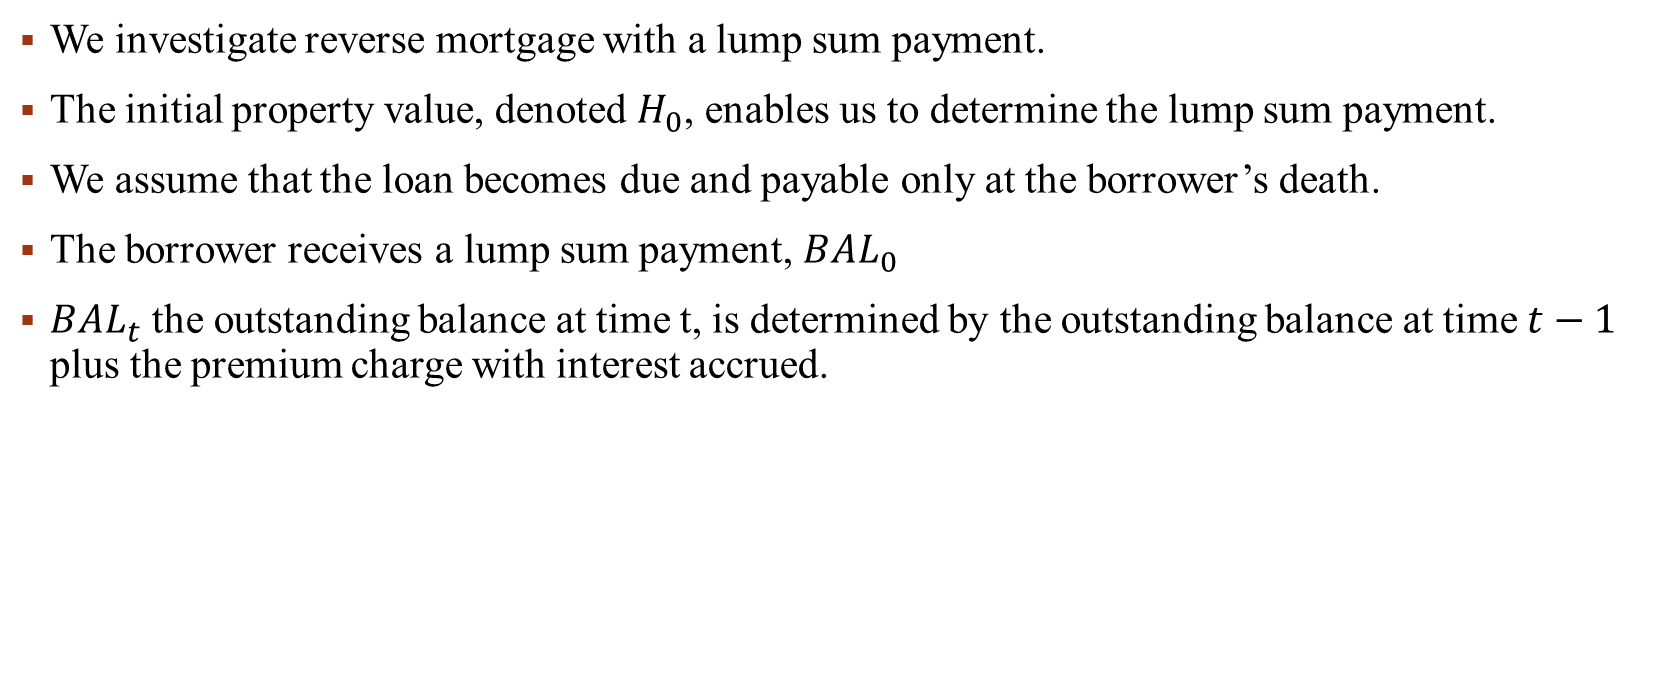 ▪ We investigate reverse mortgage with a lump sum payment.
▪ The initial property value, denoted 𝐻₀, enables us to determine the lump sum payment.
▪ We assume that the loan becomes due and payable only at the borrower’s death.
▪ The borrower receives a lump sum payment, 𝐵𝐴𝐿₀
▪ 𝐵𝐴𝐿ₜ the outstanding balance at time t, is determined by the outstanding balance at time 𝑡 − 1
plus the premium charge with interest accrued.